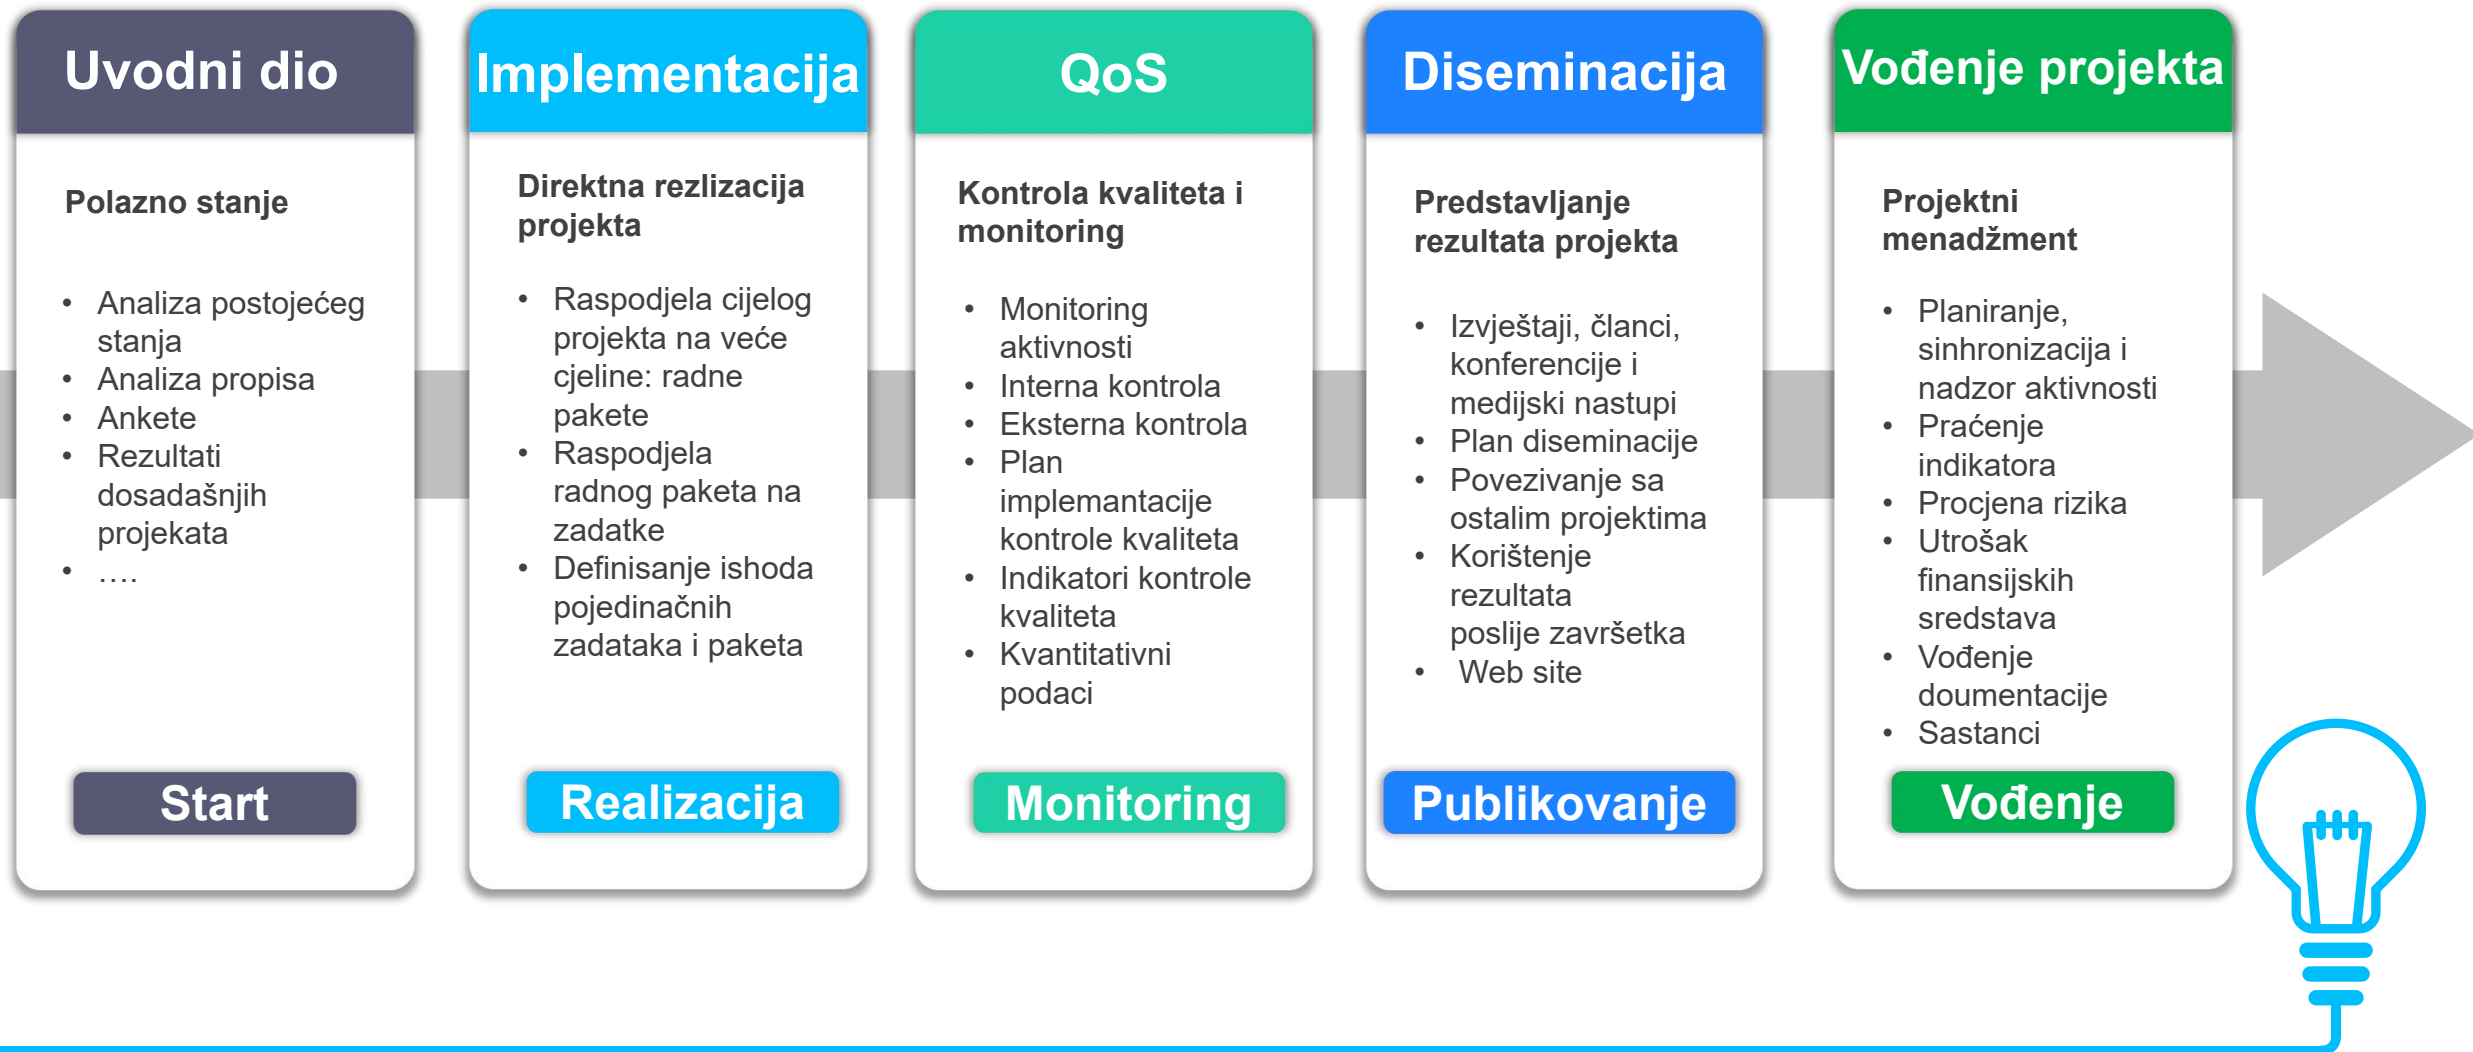 Uvodni dio
Polazno stanje
• Analiza postojećeg
stanja
• Analiza propisa
• Ankete
• Rezultati
dosadašnjih
projekata
• ....
Start
Implementacija
Direktna rezlizacija
projekta
• Raspodjela cijelog
projekta na veće
cjeline: radne
pakete
• Raspodjela
radnog paketa na
zadatke
• Definisanje ishoda
pojedinačnih
zadataka i paketa
Realizacija
QoS
Kontrola kvaliteta i
monitoring
• Monitoring
aktivnosti
• Interna kontrola
• Eksterna kontrola
• Plan
implemantacije
kontrole kvaliteta
• Indikatori kontrole
kvaliteta
• Kvantitativni
podaci
Monitoring
Diseminacija
Predstavljanje
rezultata projekta
• Izvještaji, članci,
konferencije i
medijski nastupi
• Plan diseminacije
• Povezivanje sa
ostalim projektima
• Korištenje
rezultata
poslije završetka
• Web site
Publikovanje
Vođenje projekta
Projektni
menadžment
• Planiranje,
sinhronizacija i
nadzor aktivnosti
• Praćenje
indikatora
• Procjena rizika
• Utrošak
finansijskih
sredstava
• Vođenje
doumentacije
• Sastanci
Vođenje